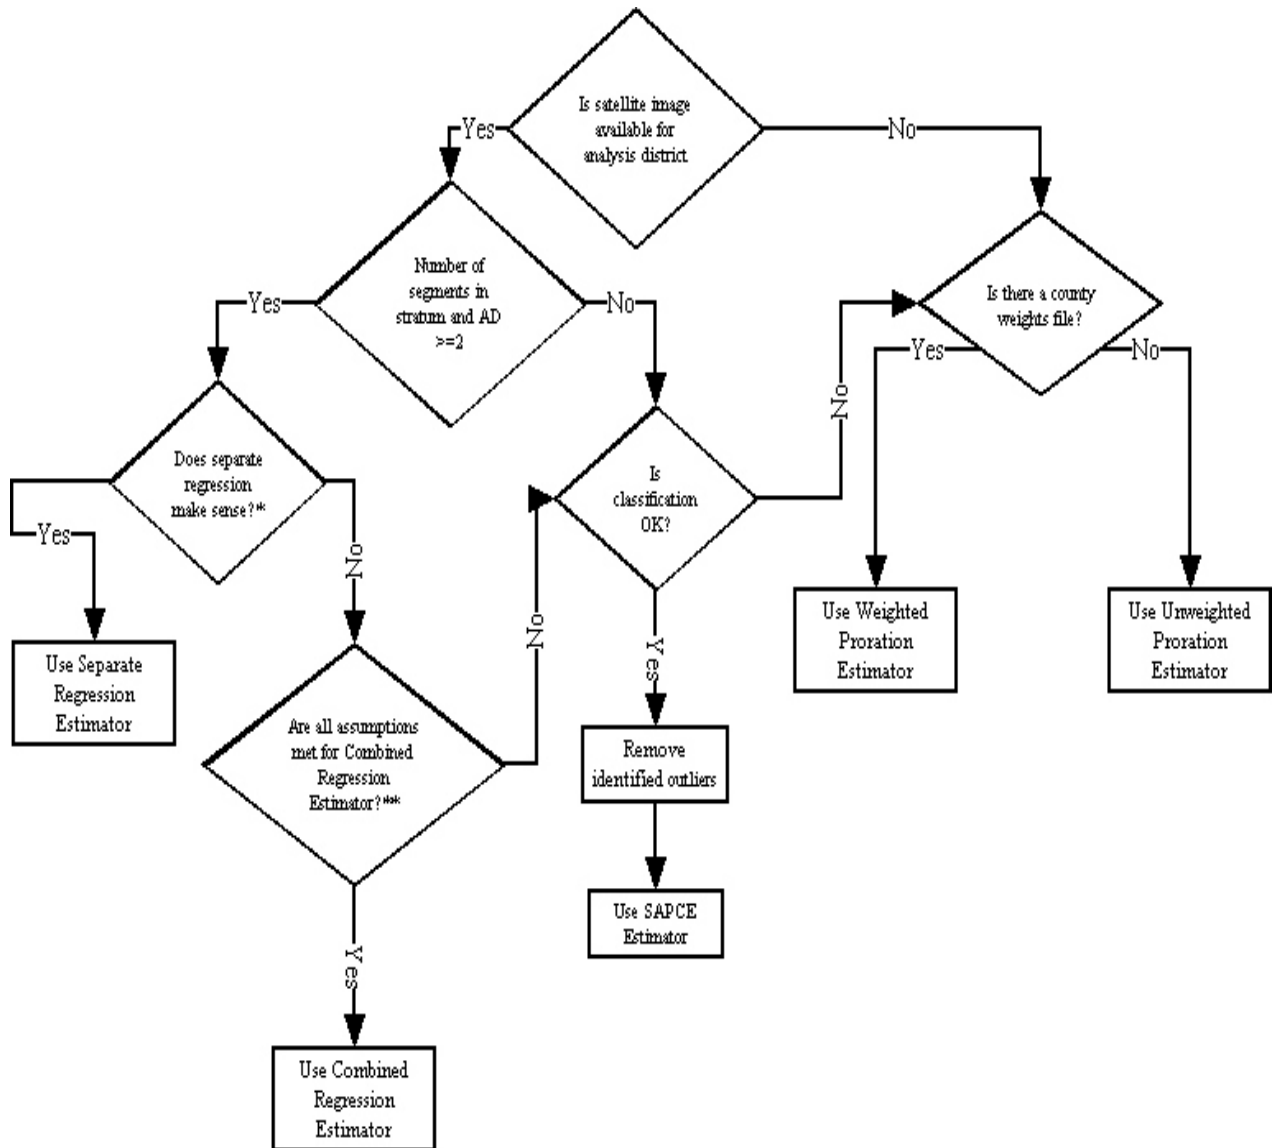 Is satellite image
available for
analysis district
Yes
No
Number of
segments in
stratum and AD
>=2
Yes
No
Is there a county
weights file?
Yes
No
Does separate
regression
make sense?*
Yes
No
Is
classification
OK?
No
Yes
Use Separate
Regression
Estimator
Are all assumptions
met for Combined
Regression
Estimator?**
No
Yes
Remove
identified outliers
Use SAPCE
Estimator
Use Weighted
Proration
Estimator
Use Unweighted
Proration
Estimator
Use Combined
Regression
Estimator